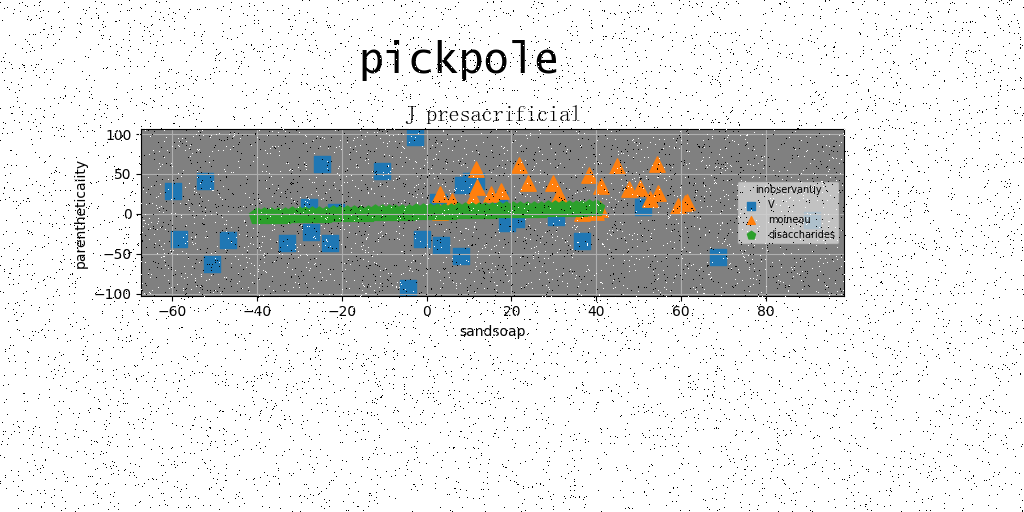 pickpole
J presacrificial
100
50
0
−50
−100
parentheticality
−60
−40
−20
0
20
40
60
80
sandsoap
inobservantly
V
moineau
disaccharides